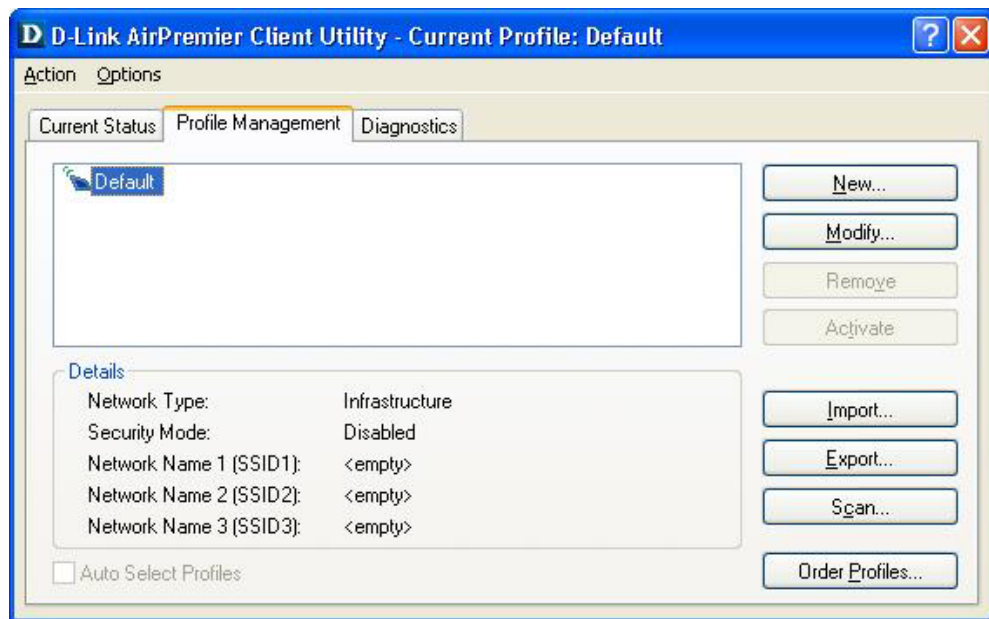 D D-Link AirPremier Client Utility - Current Profile: Default ?
Action Options
Current Status Profile Management Diagnostics
Default
New...
Modify...
Remove
Activate
Details
Network Type: Infrastructure
Security Mode: Disabled
Network Name 1 (SSID1): <empty>
Network Name 2 (SSID2): <empty>
Network Name 3 (SSID3): <empty>
Import...
Export...
Scan...
Auto Select Profiles
Order Profiles...